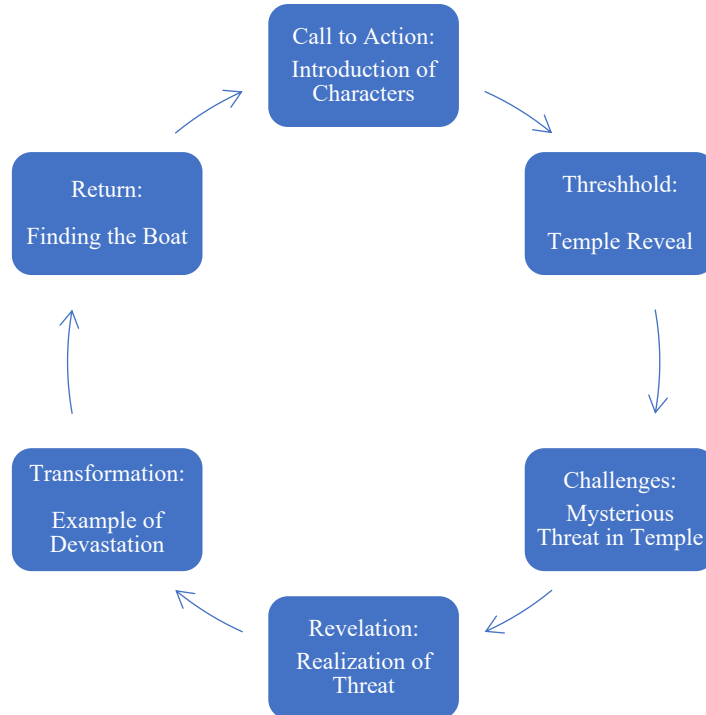 Call to Action:
Introduction of
Characters
Threshhold:
Temple Reveal
Challenges:
Mysterious
Threat in Temple
Revelation:
Realization of
Threat
Transformation:
Example of
Devastation
Return:
Finding the Boat